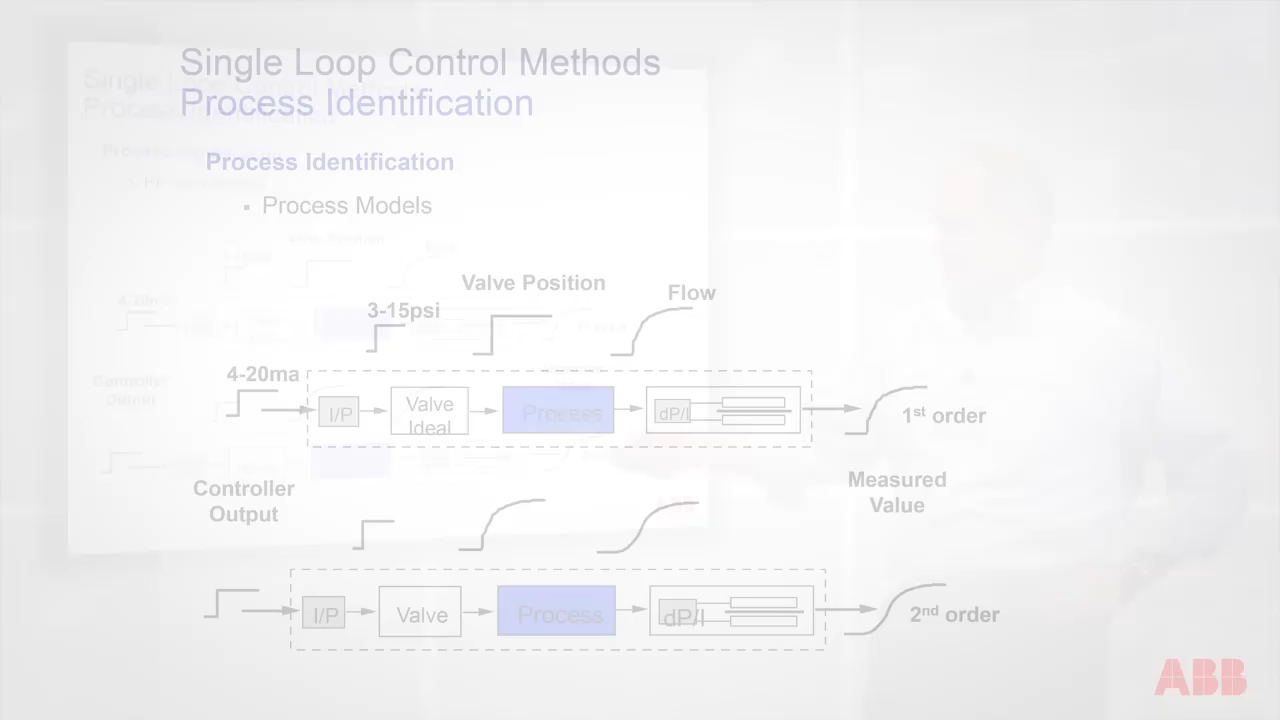 Single Loop Control Methods
Process Identification
Process Identification
▪ Process Models
Valve Position
Flow
3-15psi
4-20ma
I/P
Valve
Ideal
Process
dP/I
1st order
Controller
Output
Measured
Value
I/P
Valve
Process
dP/I
2nd order
ABB